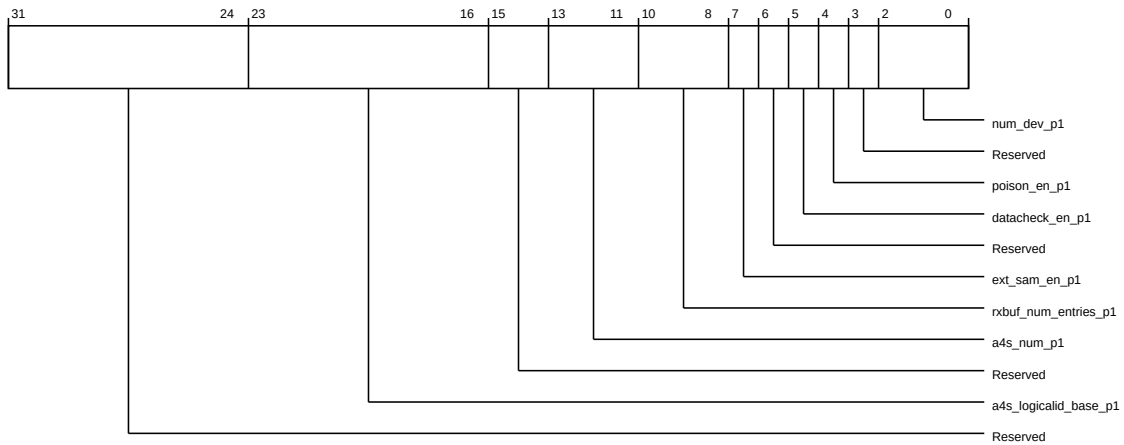 31 24 23 16 15 13 11 10 8 7 6 5 4 3 2 0
num_dev_p1
Reserved
poison_en_p1
datacheck_en_p1
Reserved
ext_sam_en_p1
rxbuf_num_entries_p1
a4s_num_p1
Reserved
a4s_logicalid_base_p1
Reserved